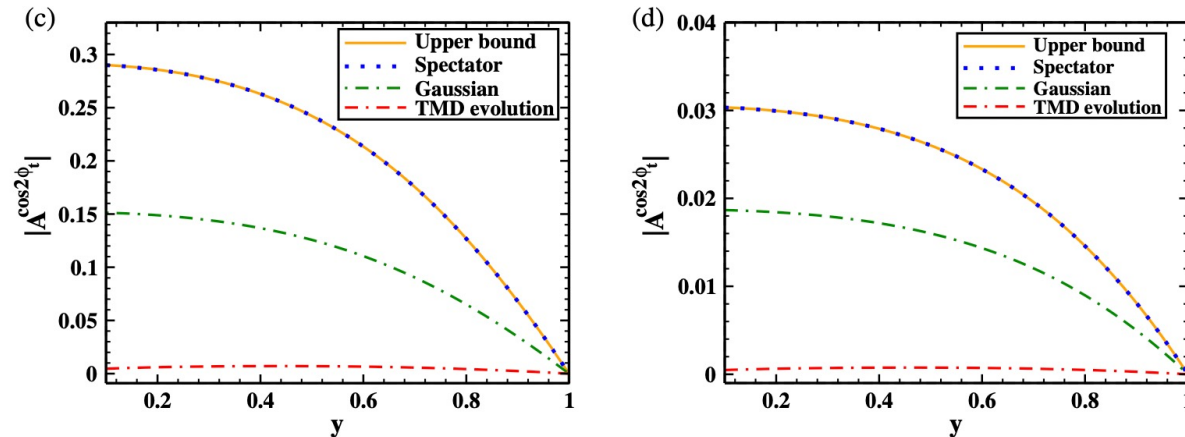 (c)
|A^cos2ϕ_t|
0.3
0.25
0.2
0.15
0.1
0.05
0
Upper bound
Spectator
Gaussian
TMD evolution
0.2 0.4 0.6 0.8 1
y
(d)
|A^cos2ϕ_t|
0.04
0.03
0.02
0.01
0
Upper bound
Spectator
Gaussian
TMD evolution
0.2 0.4 0.6 0.8 1
y